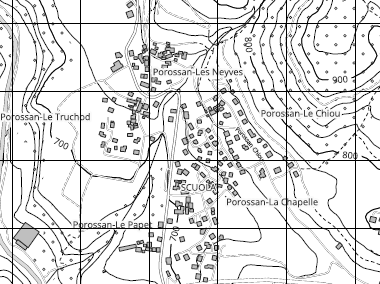 800
Porossan-Les Neyves
900
Porossan-Le Truchod
Porossan-Le Chiou
700
800
SCUOLA
Porossan-La Chapelle
Porossan-Le Papet
700